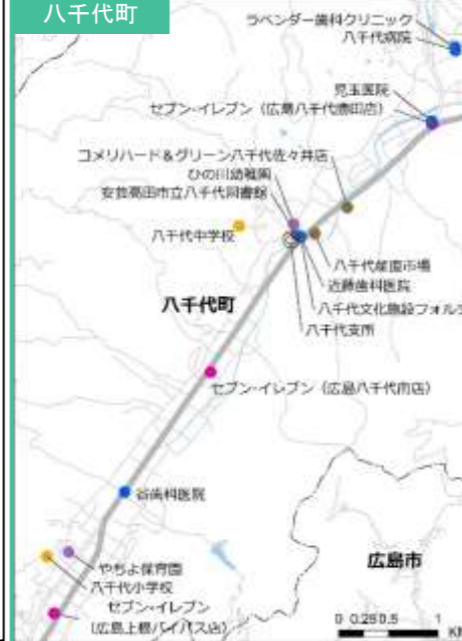 八千代町
ラベンダー歯科クリニック
八千代病院
児玉医院
セブン-イレブン（広島八千代勝田店）
コメリハード＆グリーン八千代佐々井店
ひの川幼稚園
安芸高田市立八千代図書館
八千代中学校
八千代産直市場
近藤歯科医院
八千代文化施設フォルテ
八千代町
八千代支所
セブン-イレブン（広島八千代南店）
谷歯科医院
広島市
やちよ保育園
八千代小学校
セブン-イレブン
（広島上根バイパス店）
0 0.25 0.5 1